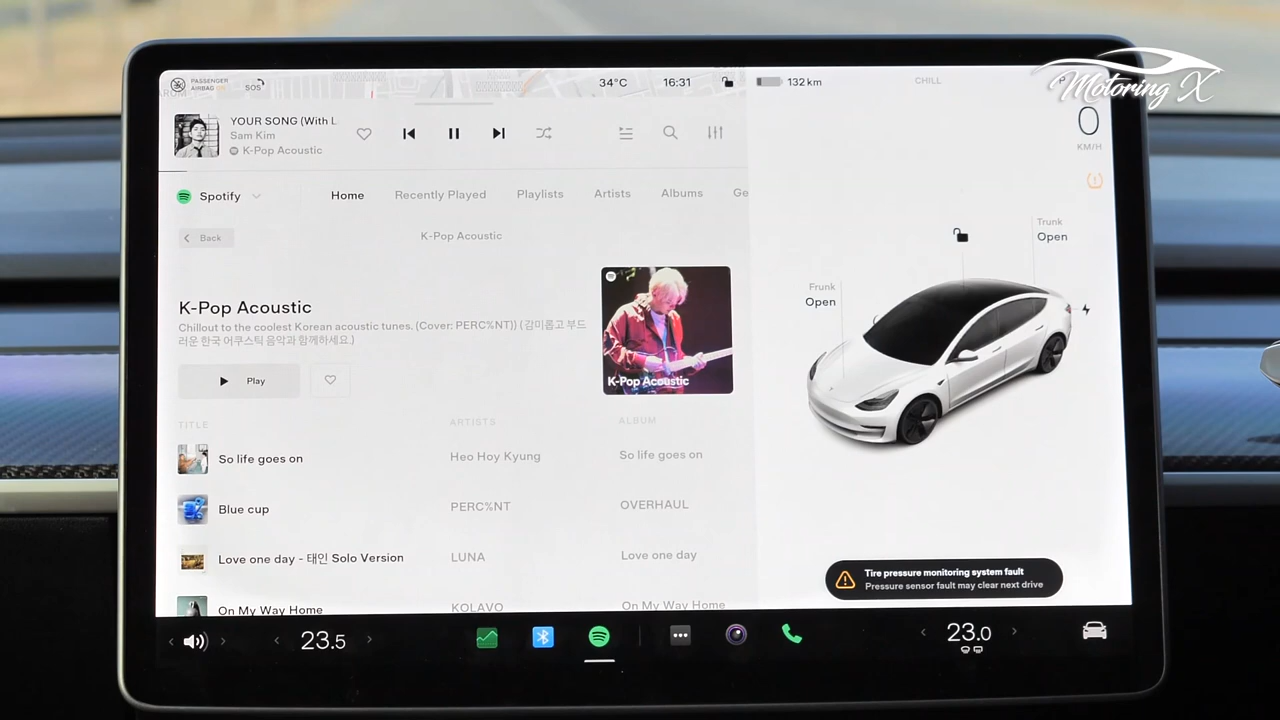 PASSENGER
AIRBAG
SOS
34°C
16:31
132 km
CHILL
Motoring X
YOUR SONG (With L
Sam Kim
K-Pop Acoustic
0
KM/H
Spotify
Home
Recently Played
Playlists
Artists
Albums
Ge
Back
K-Pop Acoustic
Trunk
Open
Frunk
Open
K-Pop Acoustic
Chillout to the coolest Korean acoustic tunes. (Cover: PERC%NT)) (감미롭고 부드
러운 한국 어쿠스틱 음악과 함께하세요.)
K-Pop Acoustic
Play
TITLE
ARTISTS
ALBUM
So life goes on
Heo Hoy Kyung
So life goes on
Blue cup
PERC%NT
OVERHAUL
Love one day - 태인 Solo Version
LUNA
Love one day
On My Way Home
KOLAVO
On My Way Home
Tire pressure monitoring system fault
Pressure sensor fault may clear next drive
23.5
23.0